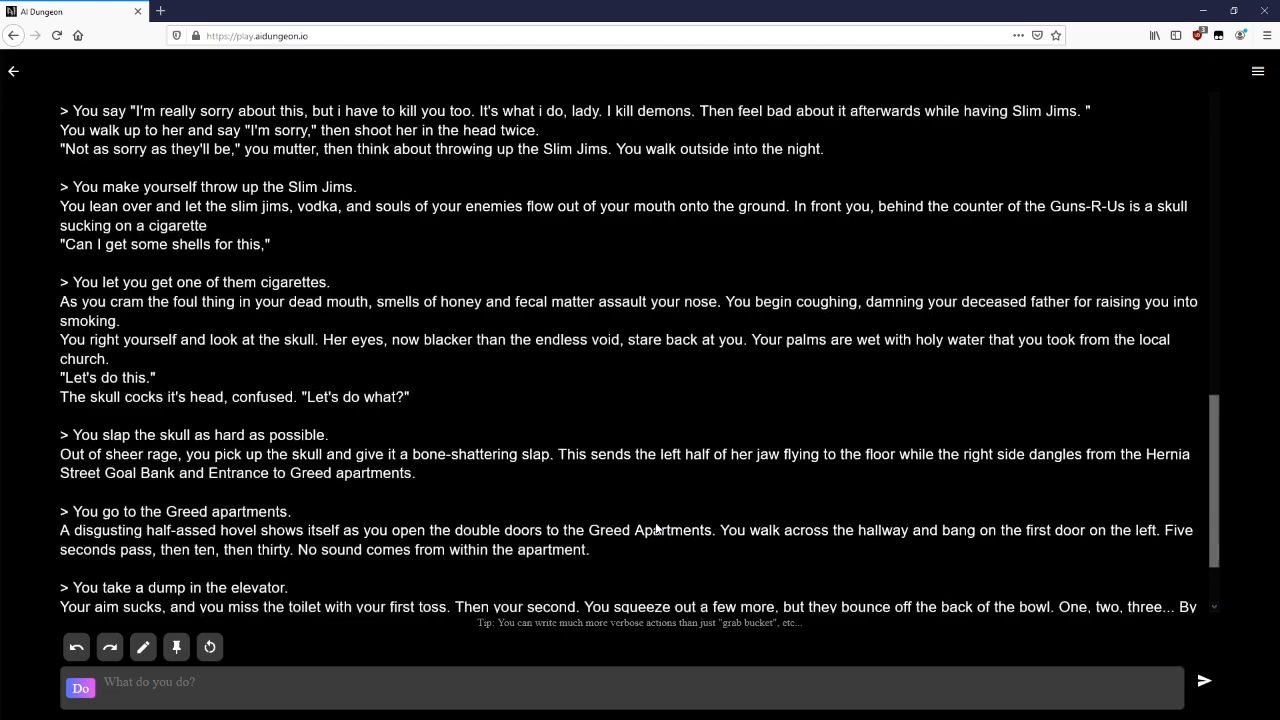 AI Dungeon
https://play.aidungeon.io
> You say "I'm really sorry about this, but i have to kill you too. It's what i do, lady. I kill demons. Then feel bad about it afterwards while having Slim Jims. "
You walk up to her and say "I'm sorry," then shoot her in the head twice.
"Not as sorry as they'll be," you mutter, then think about throwing up the Slim Jims. You walk outside into the night.
> You make yourself throw up the Slim Jims.
You lean over and let the slim jims, vodka, and souls of your enemies flow out of your mouth onto the ground. In front you, behind the counter of the Guns-R-Us is a skull
sucking on a cigarette
"Can I get some shells for this,"
> You let you get one of them cigarettes.
As you cram the foul thing in your dead mouth, smells of honey and fecal matter assault your nose. You begin coughing, damning your deceased father for raising you into
smoking.
You right yourself and look at the skull. Her eyes, now blacker than the endless void, stare back at you. Your palms are wet with holy water that you took from the local
church.
"Let's do this."
The skull cocks it's head, confused. "Let's do what?"
> You slap the skull as hard as possible.
Out of sheer rage, you pick up the skull and give it a bone-shattering slap. This sends the left half of her jaw flying to the floor while the right side dangles from the Hernia
Street Goal Bank and Entrance to Greed apartments.
> You go to the Greed apartments.
A disgusting half-assed hovel shows itself as you open the double doors to the Greed Apartments. You walk across the hallway and bang on the first door on the left. Five
seconds pass, then ten, then thirty. No sound comes from within the apartment.
> You take a dump in the elevator.
Your aim sucks, and you miss the toilet with your first toss. Then your second. You squeeze out a few more, but they bounce off the back of the bowl. One, two, three... By
Tip: You can write much more verbose actions than just "grab bucket", etc...
Do What do you do?